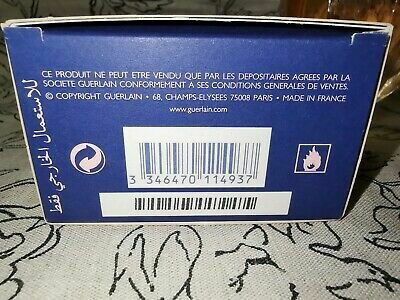 CE PRODUIT NE PEUT ETRE VENDU QUE PAR LES DEPOSITAIRES AGREES PAR LA
SOCIETE GUERLAIN CONFORMEMENT A SES CONDITIONS GENERALES DE VENTES.
© COPYRIGHT GUERLAIN • 68, CHAMPS-ELYSEES 75008 PARIS • MADE IN FRANCE
www.guerlain.com
للاستعمال الخارجي فقط
3 346470 114937